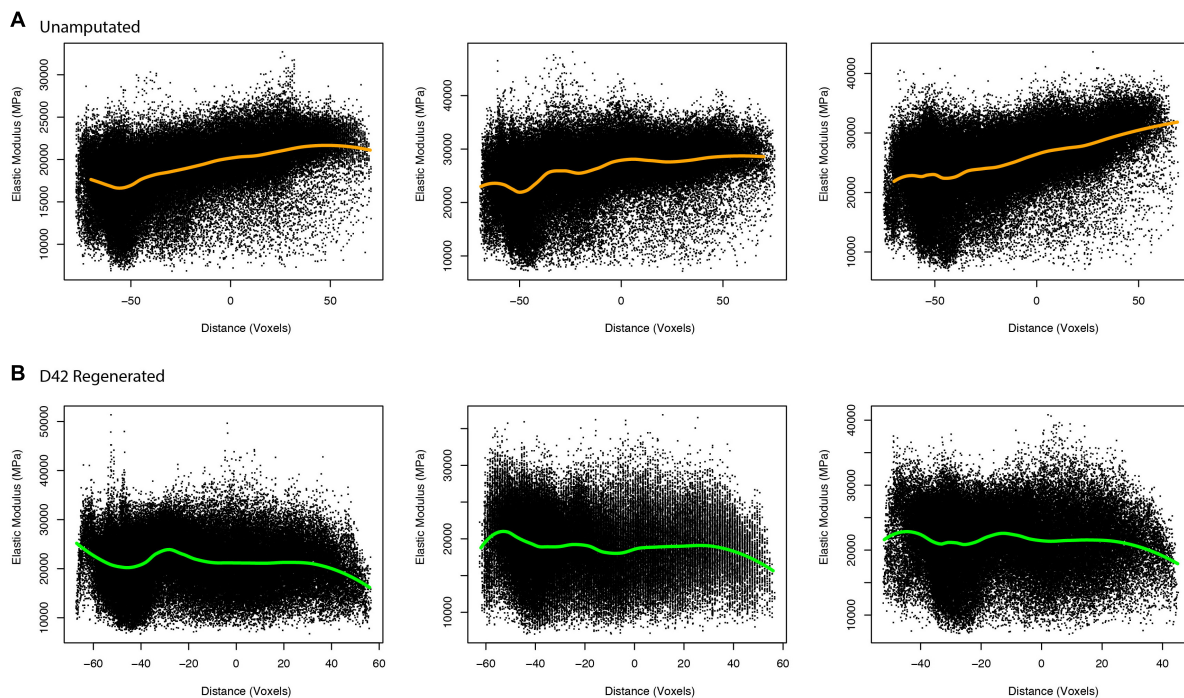 A Unamputated
Elastic Modulus (MPa)
10000 15000 20000 25000 30000
−50 0 50
Distance (Voxels)
Elastic Modulus (MPa)
10000 20000 30000 40000
−50 0 50
Distance (Voxels)
Elastic Modulus (MPa)
10000 20000 30000 40000
−50 0 50
Distance (Voxels)
B D42 Regenerated
Elastic Modulus (MPa)
10000 20000 30000 40000 50000
−60 −40 −20 0 20 40 60
Distance (Voxels)
Elastic Modulus (MPa)
10000 20000 30000
−60 −40 −20 0 20 40 60
Distance (Voxels)
Elastic Modulus (MPa)
10000 20000 30000 40000
−40 −20 0 20 40
Distance (Voxels)